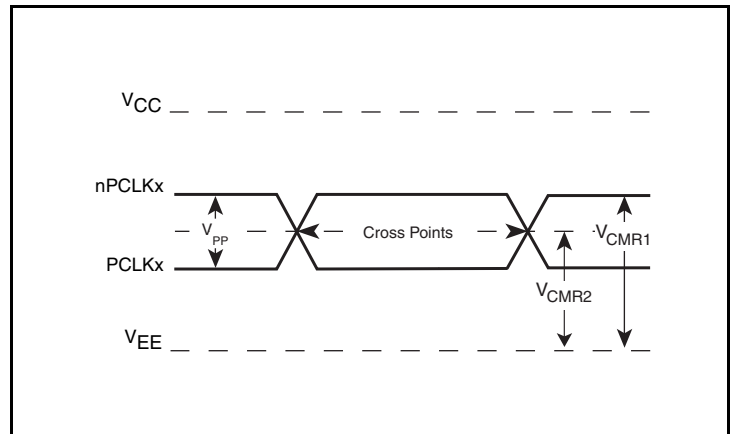 VCC
nPCLKx
VPP
Cross Points
VCMR1
PCLKx
VCMR2
VEE